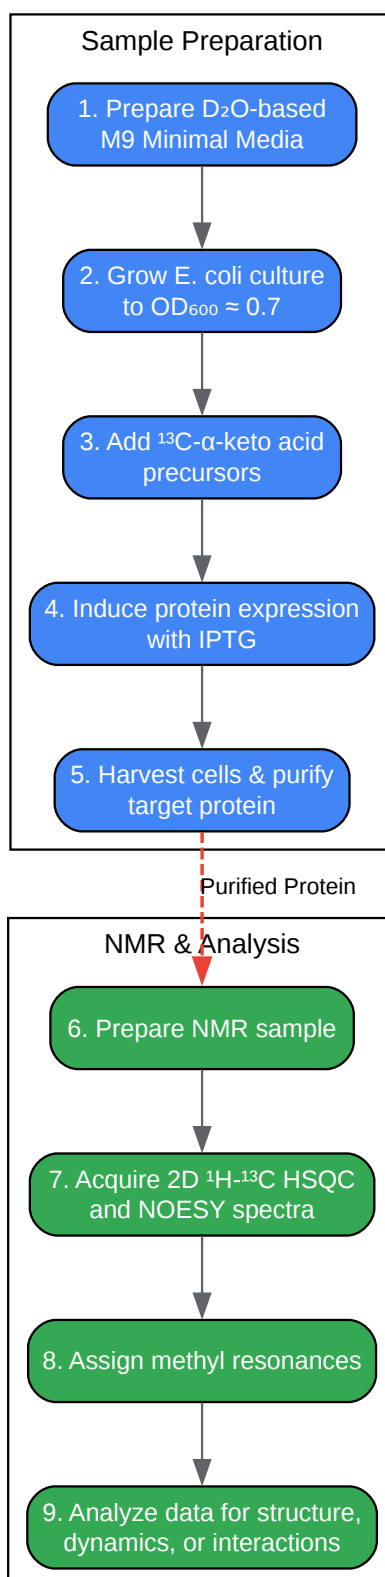 Sample Preparation
1. Prepare D₂O-based
M9 Minimal Media
2. Grow E. coli culture
to OD₆₀₀ ≈ 0.7
3. Add ¹³C-α-keto acid
precursors
4. Induce protein expression
with IPTG
5. Harvest cells & purify
target protein
Purified Protein
NMR & Analysis
6. Prepare NMR sample
7. Acquire 2D ¹H-¹³C HSQC
and NOESY spectra
8. Assign methyl resonances
9. Analyze data for structure,
dynamics, or interactions